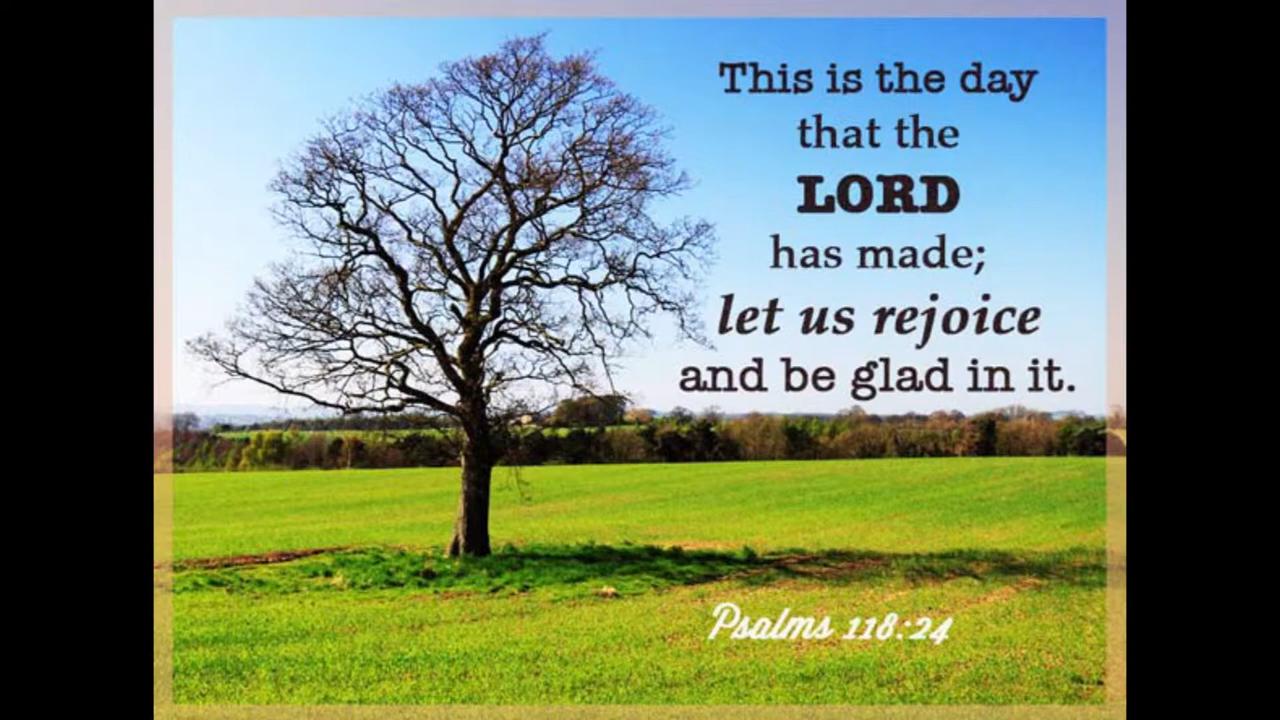 This is the day
that the
LORD
has made;
let us rejoice
and be glad in it.
Psalms 118:24